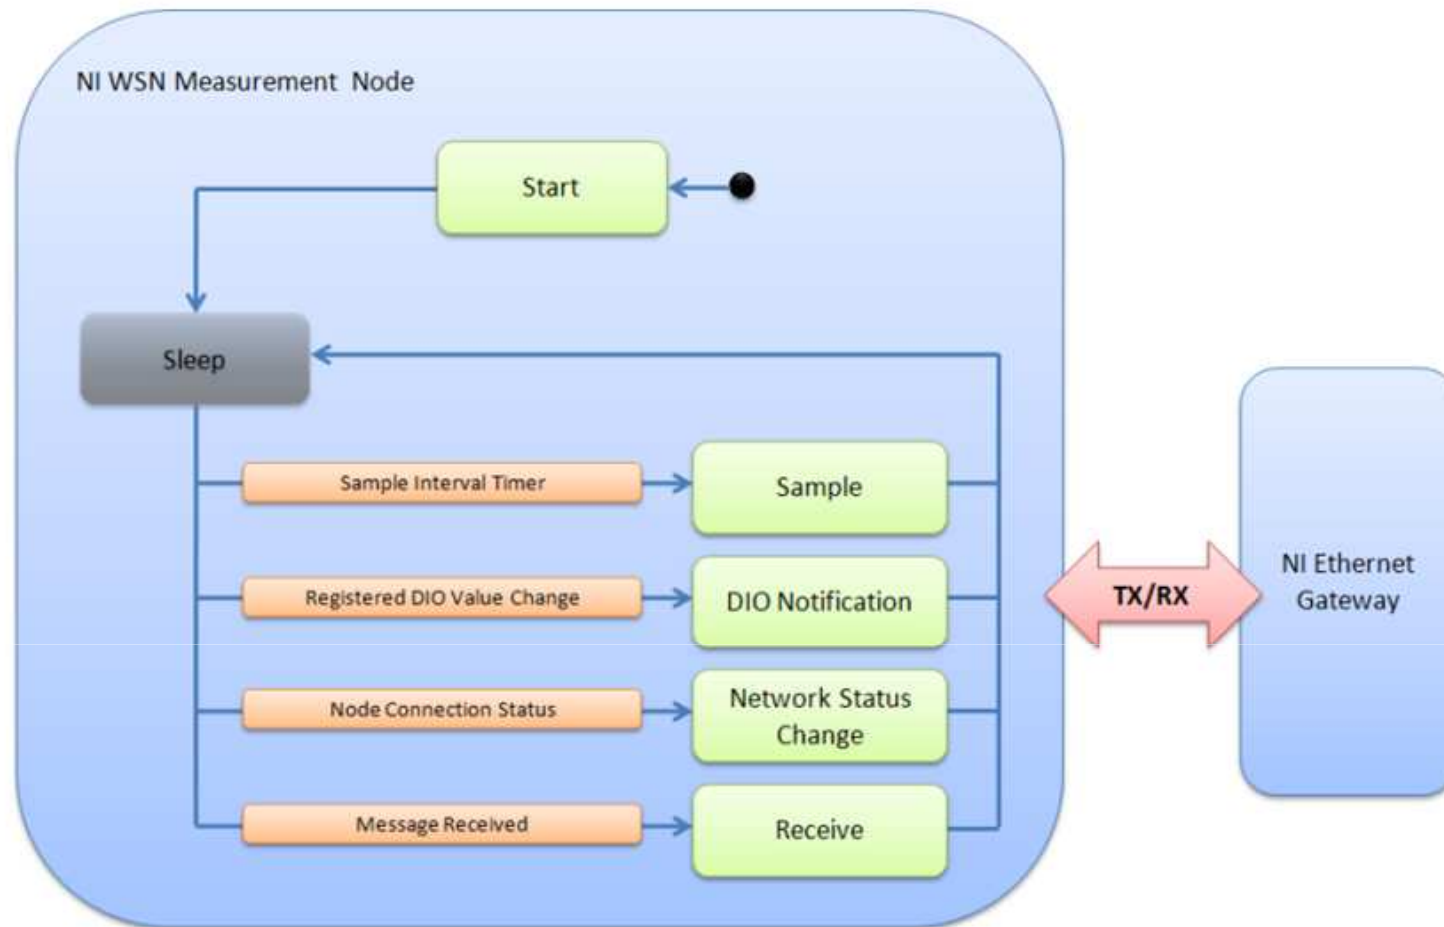 NI WSN Measurement Node
Start
Sleep
Sample Interval Timer
Sample
Registered DIO Value Change
DIO Notification
TX/RX
NI Ethernet
Gateway
Node Connection Status
Network Status
Change
Message Received
Receive